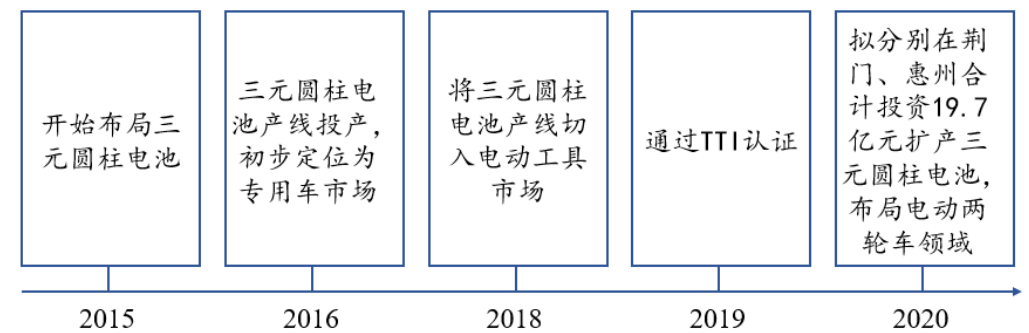 开始布局三
元圆柱电池
三元圆柱电
池产线投产，
初步定位为
专用车市场
将三元圆柱
电池产线切
入电动工具
市场
通过TTI认证
拟分别在荆
门、惠州合
计投资19.7
亿元扩产三
元圆柱电池，
布局电动两
轮车领域
2015
2016
2018
2019
2020